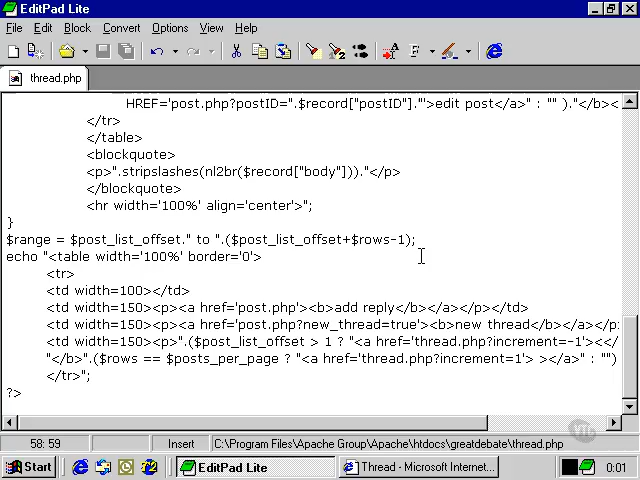 EditPad Lite
File Edit Block Convert Options View Help
thread.php
HREF='post.php?postID=".$record["postID"]."'>edit post</a>" : "" )."</b><
</tr>
</table>
<blockquote>
<p>".stripslashes(nl2br($record["body"]))."</p>
</blockquote>
<hr width='100%' align='center'>";
}
$range = $post_list_offset." to ".($post_list_offset+$rows-1);
echo "<table width='100%' border='0'>
<tr>
<td width=100></td>
<td width=150><p><a href='post.php'><b>add reply</b></a></p></td>
<td width=150><p><a href='post.php?new_thread=true'><b>new thread</b></a></p:
<td width=150><p>".($post_list_offset > 1 ? "<a href='thread.php?increment=-1'><</
"</b>".($rows == $posts_per_page ? "<a href='thread.php?increment=1'> ></a>" : "")
</tr>";
?>
58: 59 Insert C:\Program Files\Apache Group\Apache\htdocs\greatdebate\thread.php
Start EditPad Lite Thread - Microsoft Internet... 0:01